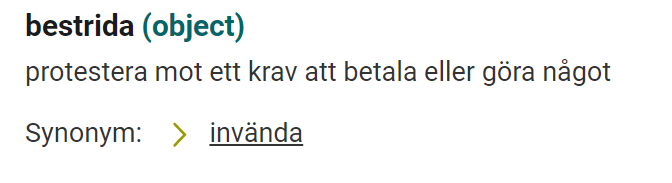 bestrida (object)
protestera mot ett krav att betala eller göra något
Synonym: > invända